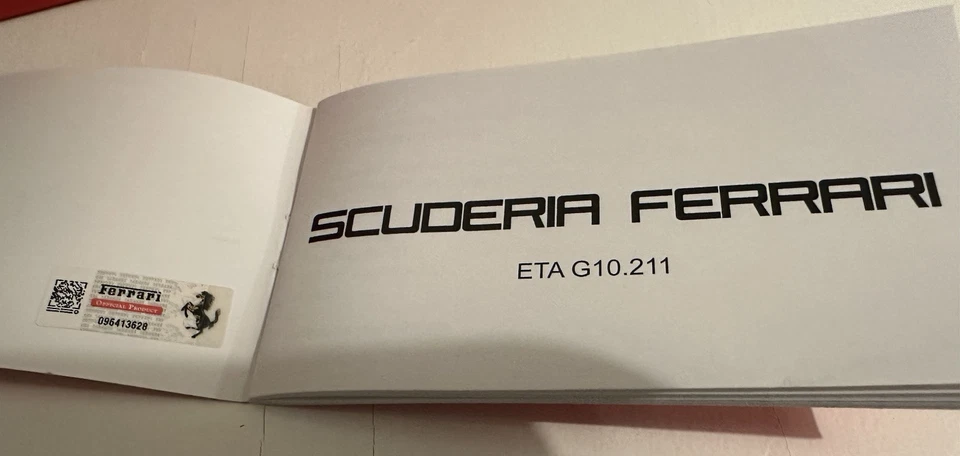 Ferrari
OFFICIAL PRODUCT
096413628
SCUDERIA FERRARI
ETA G10.211